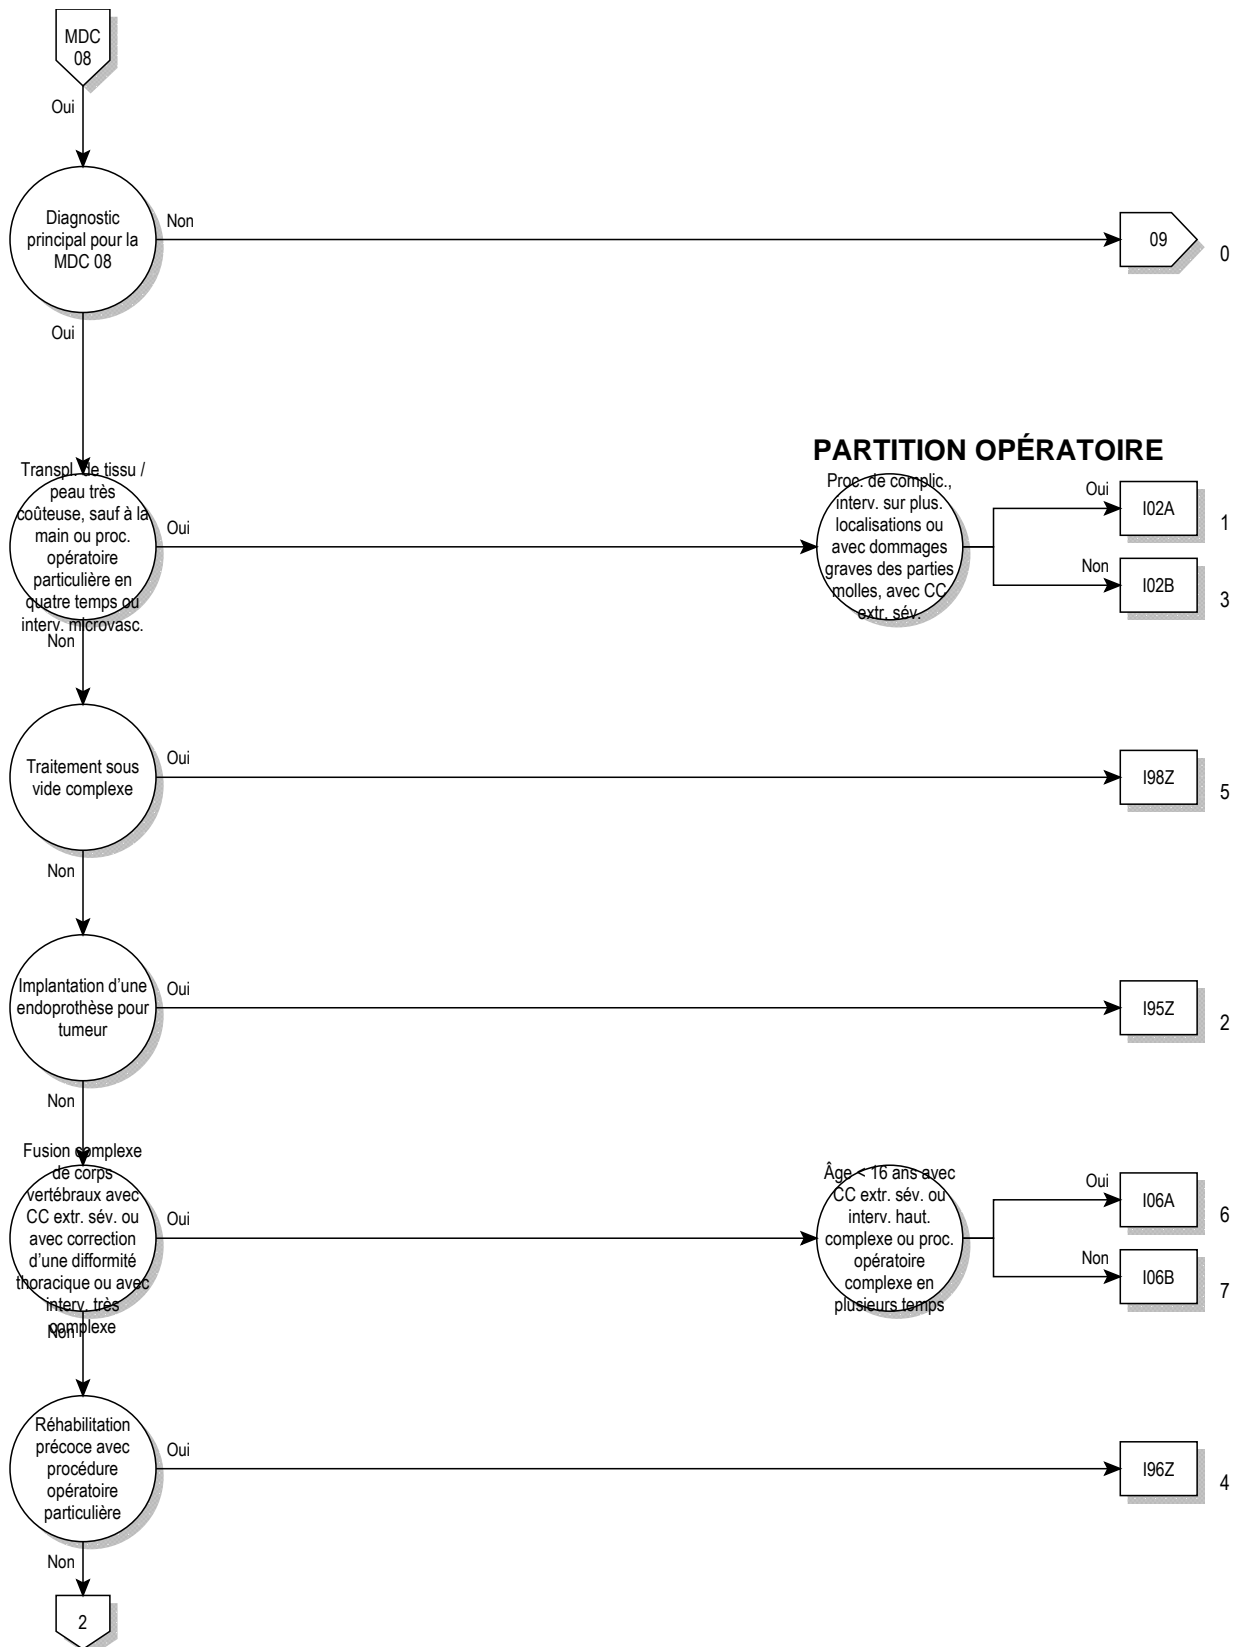 MDC
08
Oui
Diagnostic
principal pour la
MDC 08
Non
09
0
Oui
PARTITION OPÉRATOIRE
Transpl. de tissu /
peau très
coûteuse, sauf à la
main ou proc.
opératoire
particulière en
quatre temps ou
interv. microvasc.
Oui
Proc. de complic.,
interv. sur plus.
localisations ou
avec dommages
graves des parties
molles, avec CC
extr. sév.
Oui
I02A
1
Non
I02B
3
Non
Traitement sous
vide complexe
Oui
I98Z
5
Non
Implantation d'une
endoprothèse pour
tumeur
Oui
I95Z
2
Non
Fusion complexe
de corps
vertébraux avec
CC extr. sév. ou
avec correction
d'une difformité
thoracique ou avec
interv. très
complexe
Oui
Âge < 16 ans avec
CC extr. sév. ou
interv. haut.
complexe ou proc.
opératoire
complexe en
plusieurs temps
Oui
I06A
6
Non
I06B
7
Non
Réhabilitation
précoce avec
procédure
opératoire
particulière
Oui
I96Z
4
Non
2